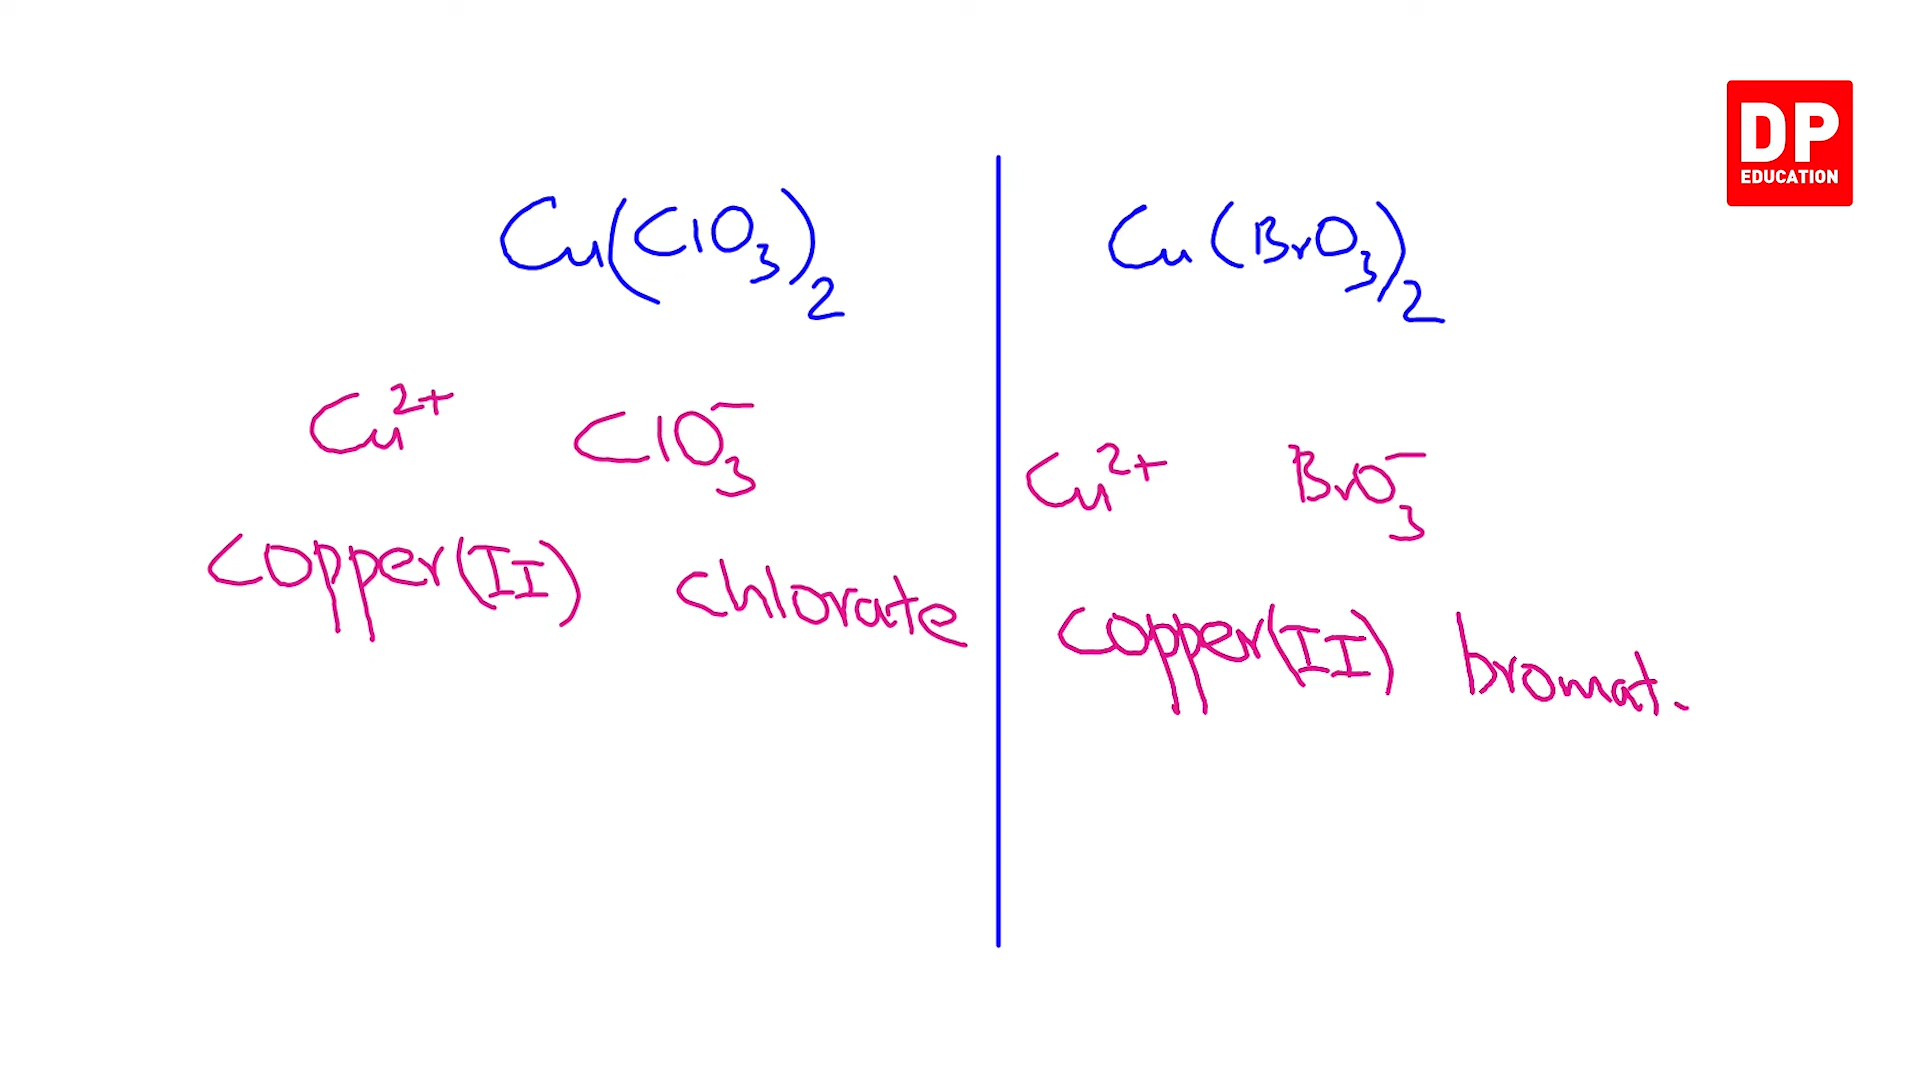 DP
EDUCATION
Cu(ClO₃)₂
Cu²⁺ ClO₃⁻
copper(II) chlorate
Cu(BrO₃)₂
Cu²⁺ BrO₃⁻
copper(II) bromat